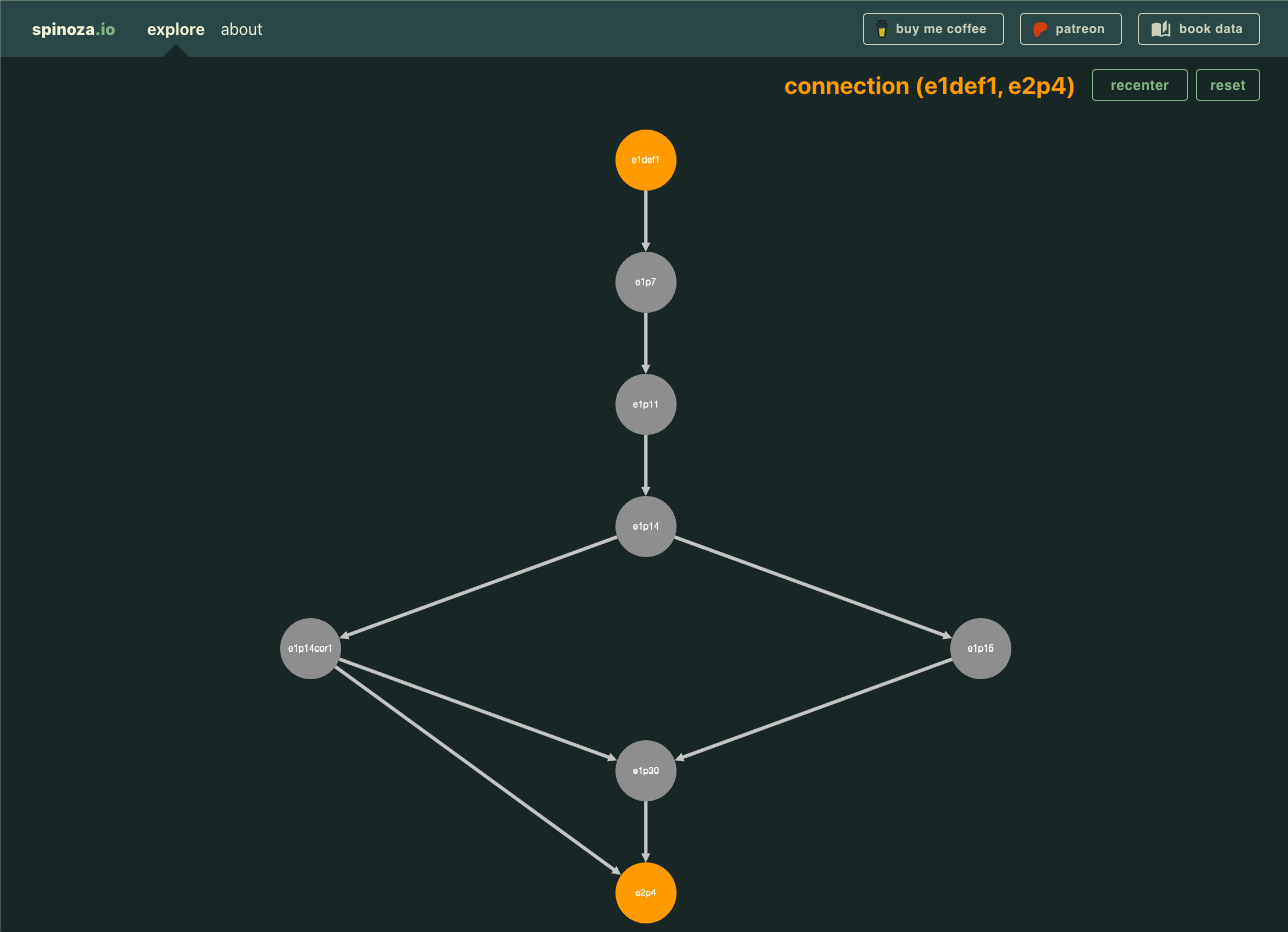 spinoza.io explore about buy me coffee patreon book data
connection (e1def1, e2p4) recenter reset
e1def1
e1p7
e1p11
e1p14
e1p14cor1 e1p15
e1p30
e2p4